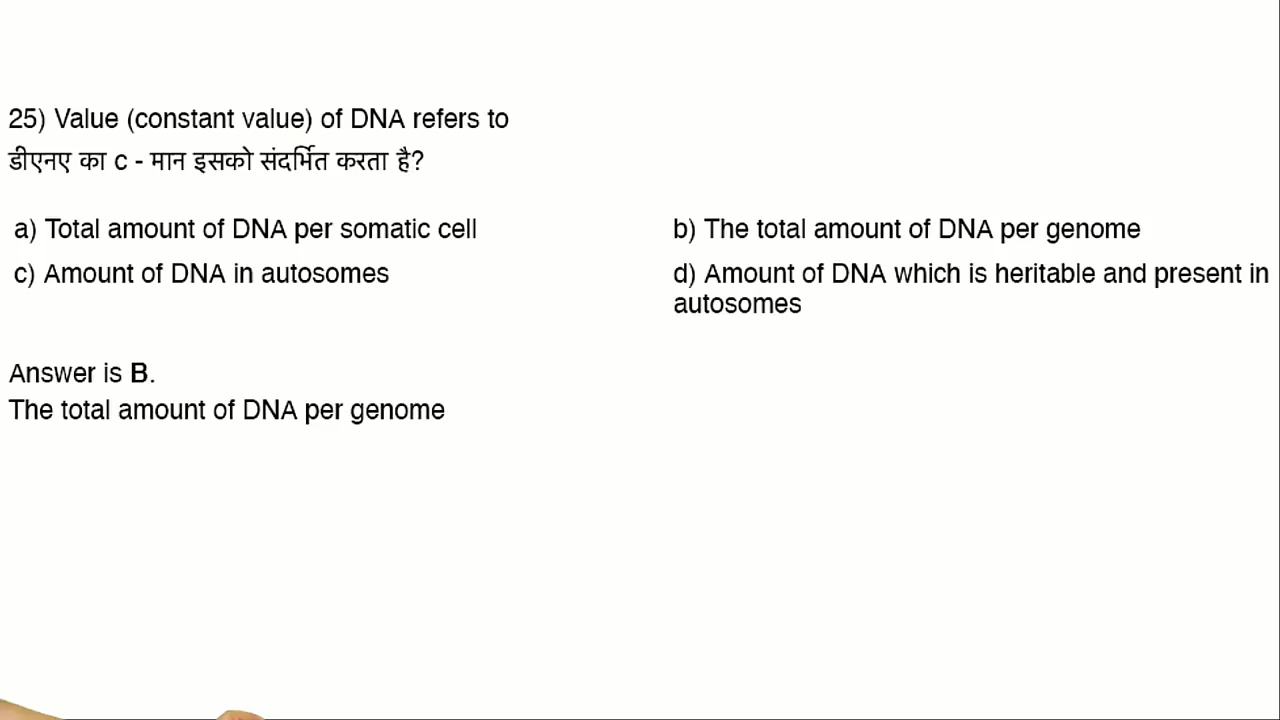 25) Value (constant value) of DNA refers to
डीएनए का c - मान इसको संदर्भित करता है?
a) Total amount of DNA per somatic cell
b) The total amount of DNA per genome
c) Amount of DNA in autosomes
d) Amount of DNA which is heritable and present in
autosomes
Answer is B.
The total amount of DNA per genome